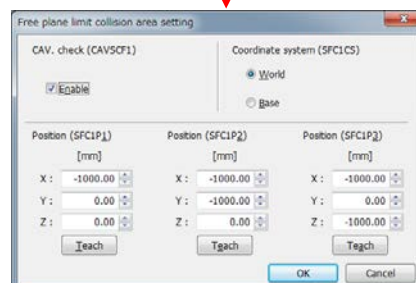 Free plane limit collision area setting
CAV. check (CAVSCF1)
Coordinate system (SFC1CS)
Enable
World
Base
Position (SFC1P1) Position (SFC1P2) Position (SFC1P3)
[mm] [mm] [mm]
X : -1000.00 X : -1000.00 X : -1000.00
Y : 0.00 Y : -1000.00 Y : 0.00
Z : 0.00 Z : 0.00 Z : -1000.00
Teach Teach Teach
OK Cancel